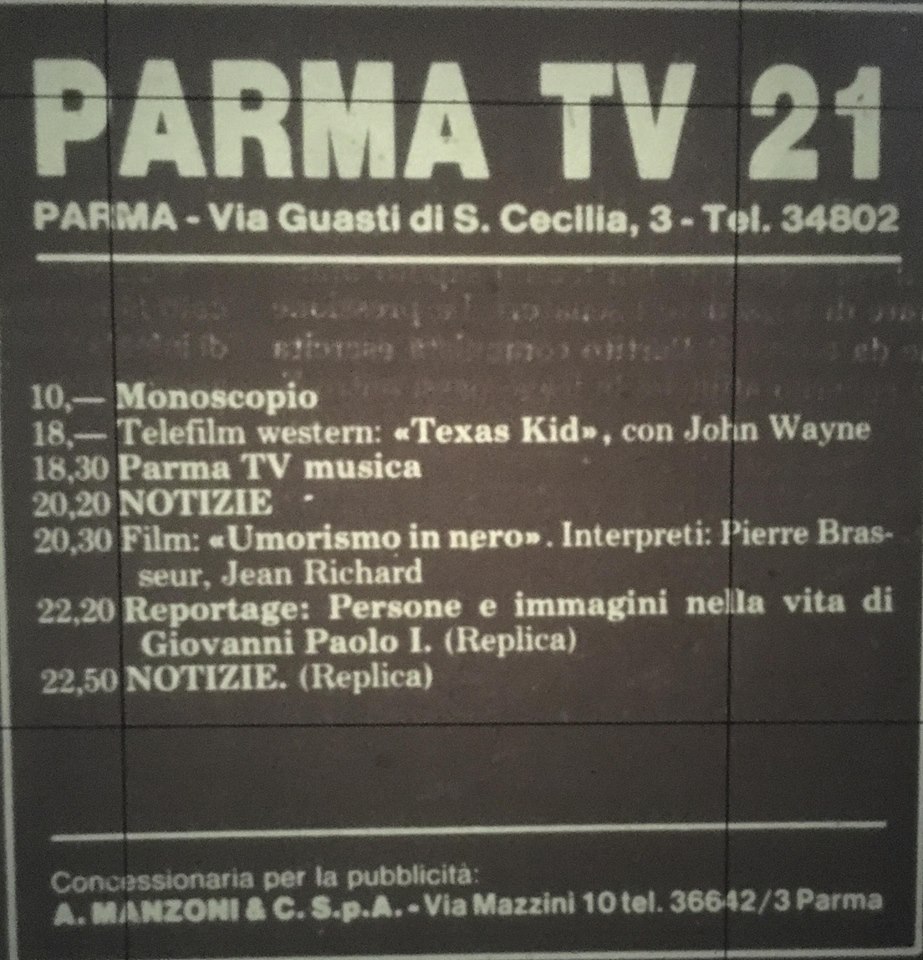 PARMA TV 21
PARMA - Via Guasti di S. Cecilia, 3 - Tel. 34802
10,— Monoscopio
18,— Telefilm western: «Texas Kid», con John Wayne
18,30 Parma TV musica
20,20 NOTIZIE
20,30 Film: «Umorismo in nero». Interpreti: Pierre Bras-
seur, Jean Richard
22,20 Reportage: Persone e immagini nella vita di
Giovanni Paolo I. (Replica)
22,50 NOTIZIE. (Replica)
Concessionaria per la pubblicità:
A. MANZONI & C. S.p.A. - Via Mazzini 10 tel. 36642/3 Parma